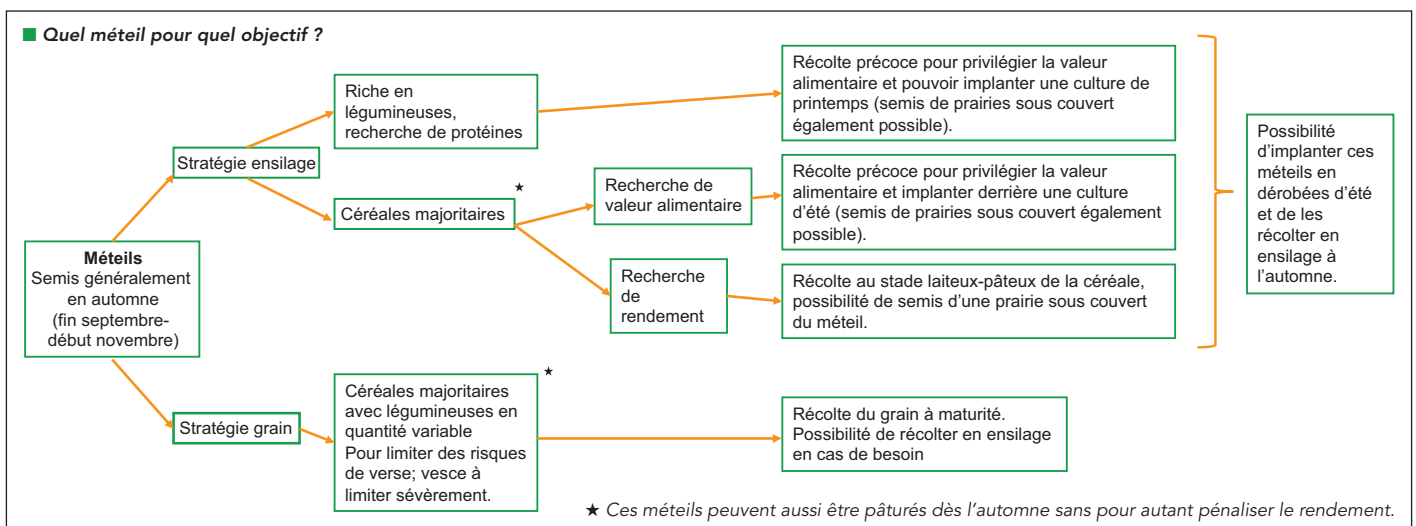 ■ Quel méteil pour quel objectif ?
Méteils
Semis généralement
en automne
(fin septembre-
début novembre)
Stratégie ensilage
Riche en
légumineuses,
recherche de protéines
Récolte précoce pour privilégier la valeur
alimentaire et pouvoir implanter une culture de
printemps (semis de prairies sous couvert
également possible).
Céréales majoritaires
★
Recherche de
valeur alimentaire
Récolte précoce pour privilégier la valeur
alimentaire et implanter derrière une culture
d’été (semis de prairies sous couvert également
possible).
Recherche
de
rendement
Récolte au stade laiteux-pâteux de la céréale,
possibilité de semis d’une prairie sous couvert
du méteil.
Possibilité
d’implanter ces
méteils en
dérobées d’été
et de les
récolter en
ensilage à
l’automne.
Stratégie grain
Céréales majoritaires
avec légumineuses en
quantité variable
Pour limiter des risques
de verse; vesce à
limiter sévèrement.
★
Récolte du grain à maturité.
Possibilité de récolter en ensilage
en cas de besoin
★ Ces méteils peuvent aussi être pâturés dès l’automne sans pour autant pénaliser le rendement.